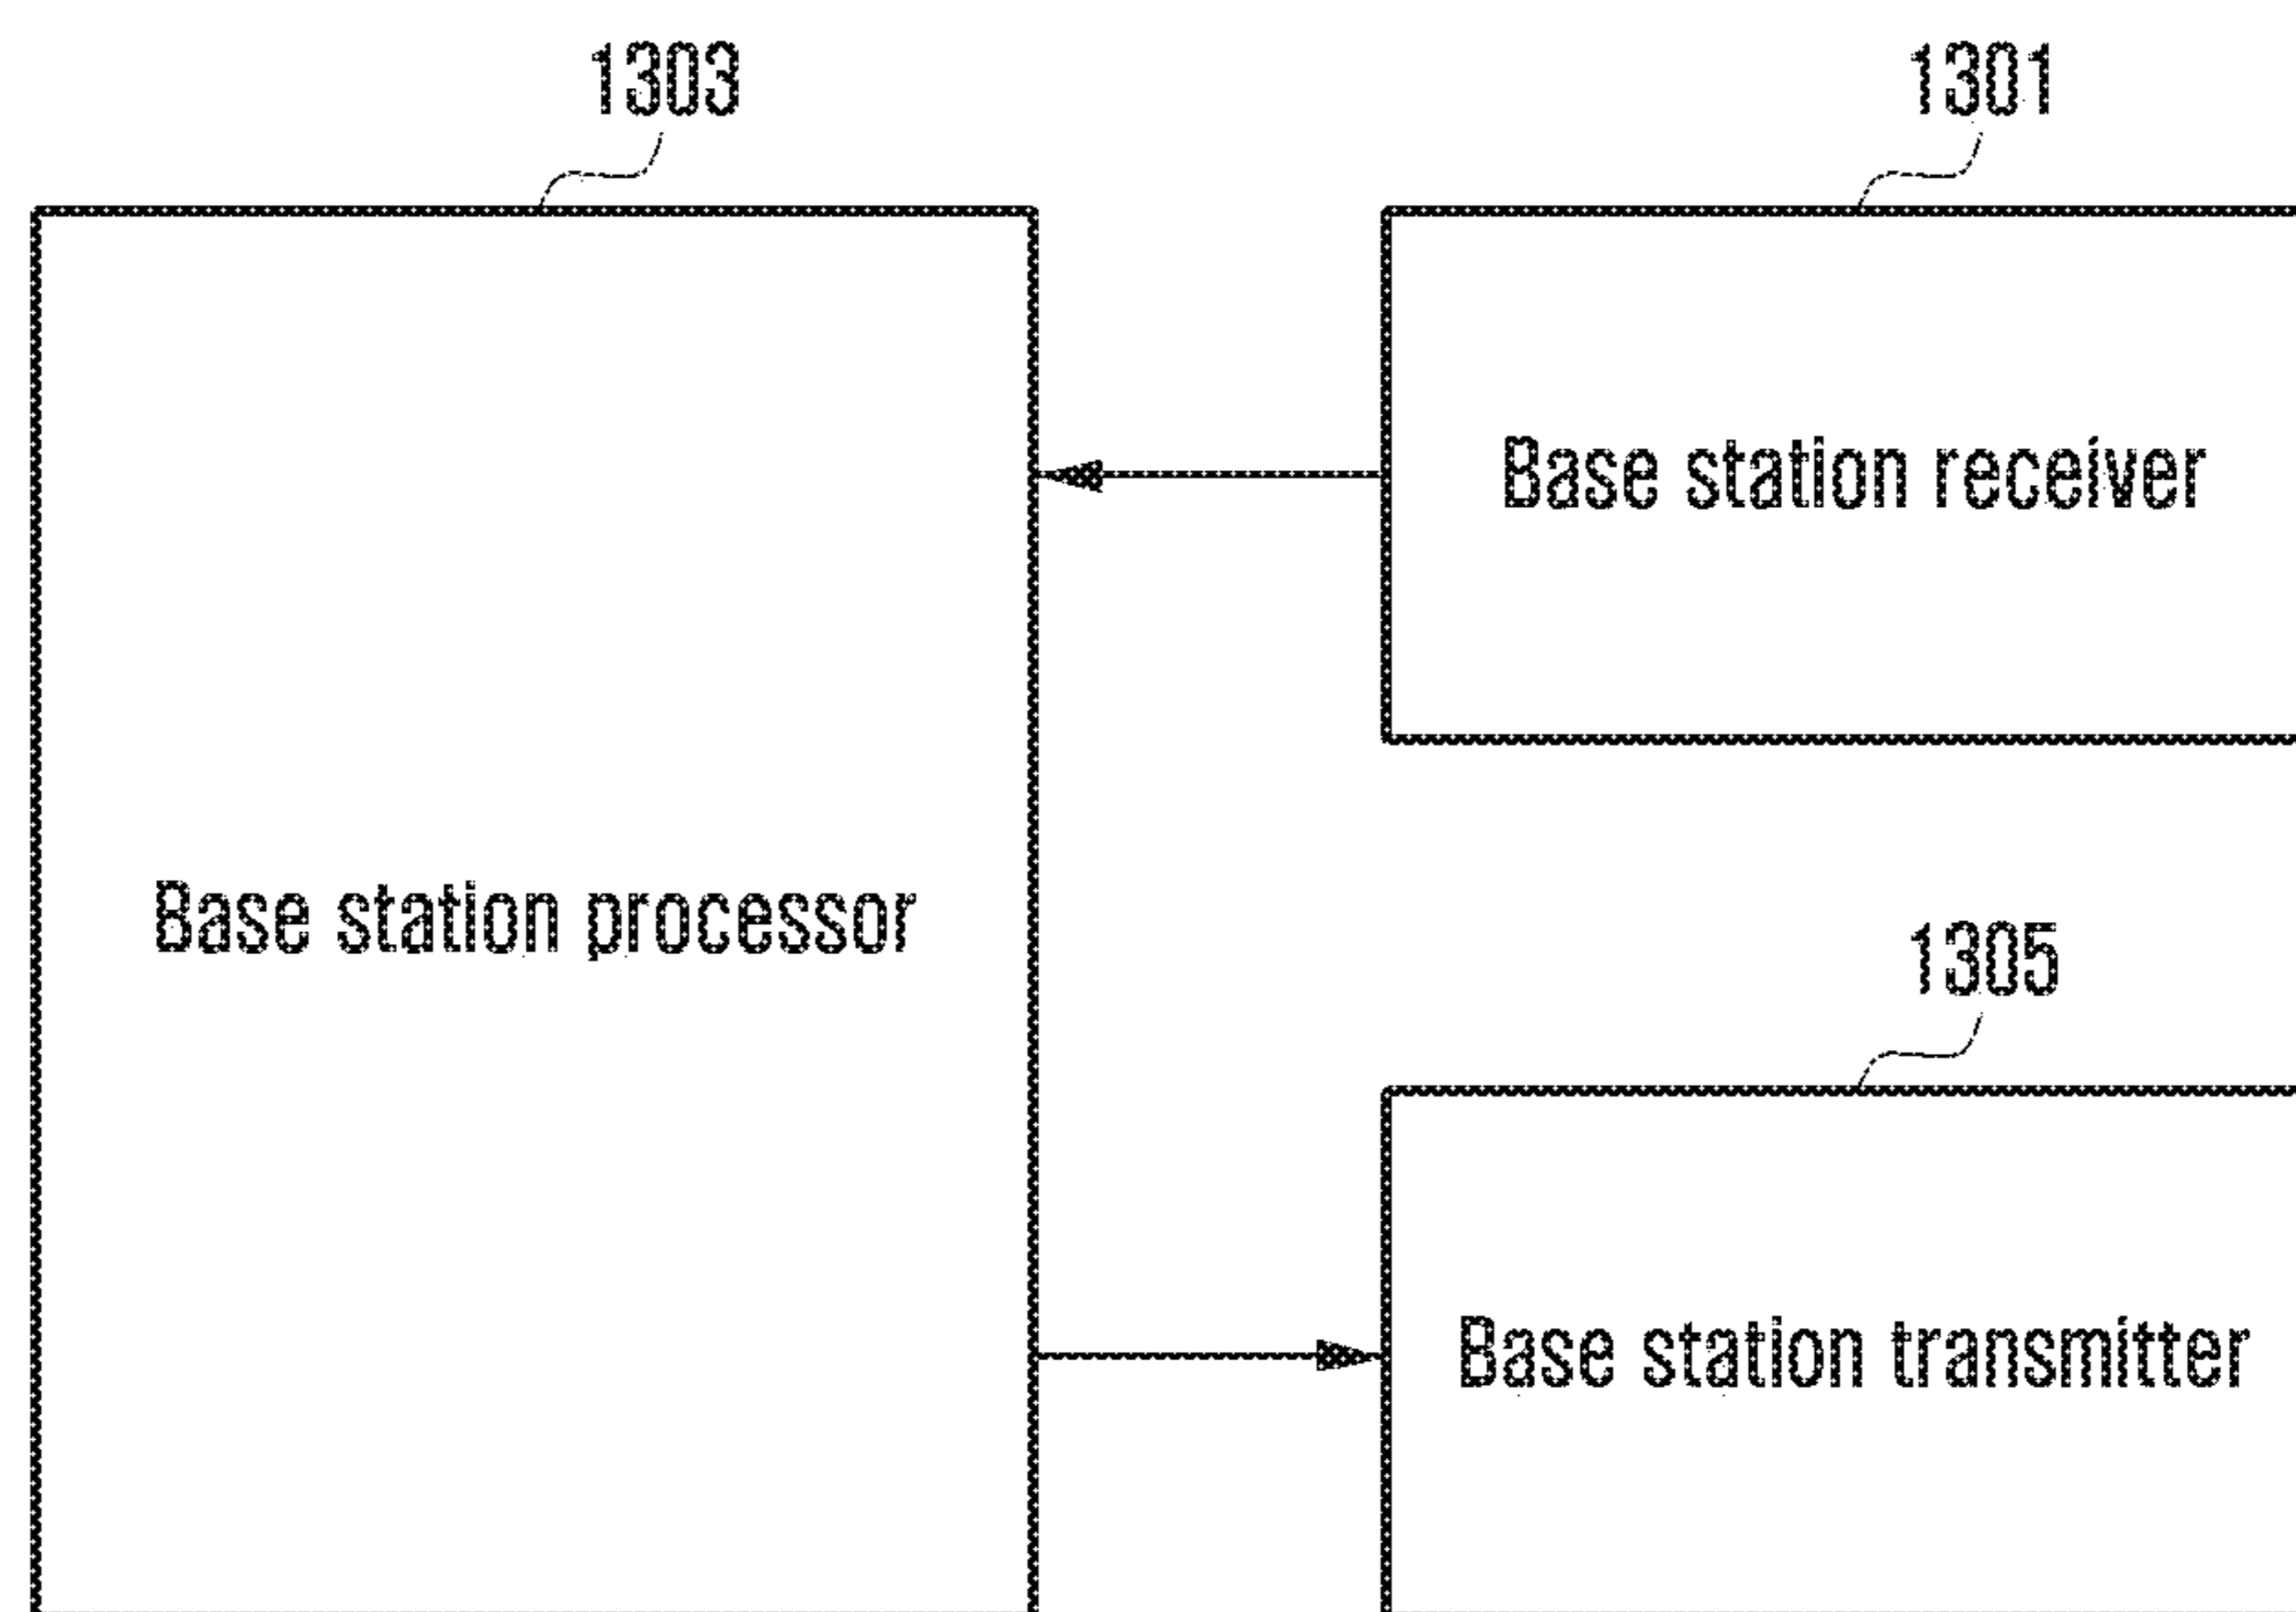 1303
1301
Base station receiver
Base station processor
1305
Base station transmitter